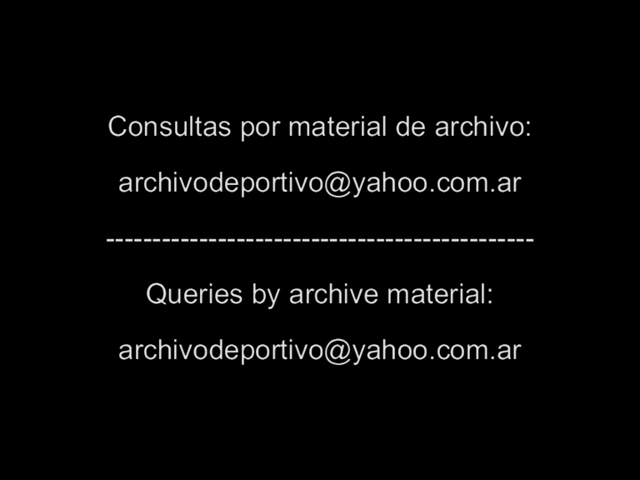 Consultas por material de archivo:
archivodeportivo@yahoo.com.ar
----------------------------------------------
Queries by archive material:
archivodeportivo@yahoo.com.ar